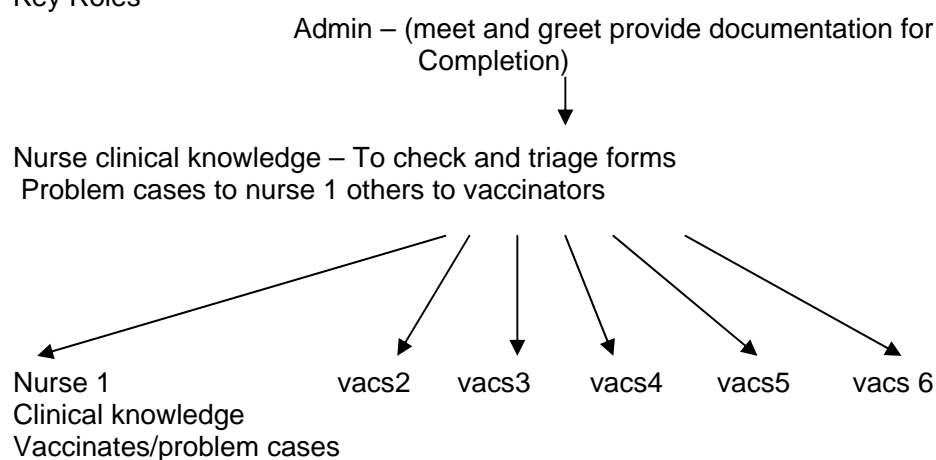 Key Roles
Admin – (meet and greet provide documentation for
Completion)
Nurse clinical knowledge – To check and triage forms
Problem cases to nurse 1 others to vaccinators
Nurse 1 vacs2 vacs3 vacs4 vacs5 vacs 6
Clinical knowledge
Vaccinates/problem cases